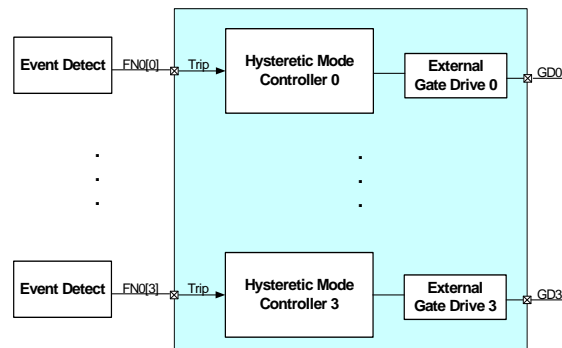 Event Detect
FN0[0]
Trip
Hysteretic Mode
Controller 0
External
Gate Drive 0
GD0
Event Detect
FN0[3]
Trip
Hysteretic Mode
Controller 3
External
Gate Drive 3
GD3